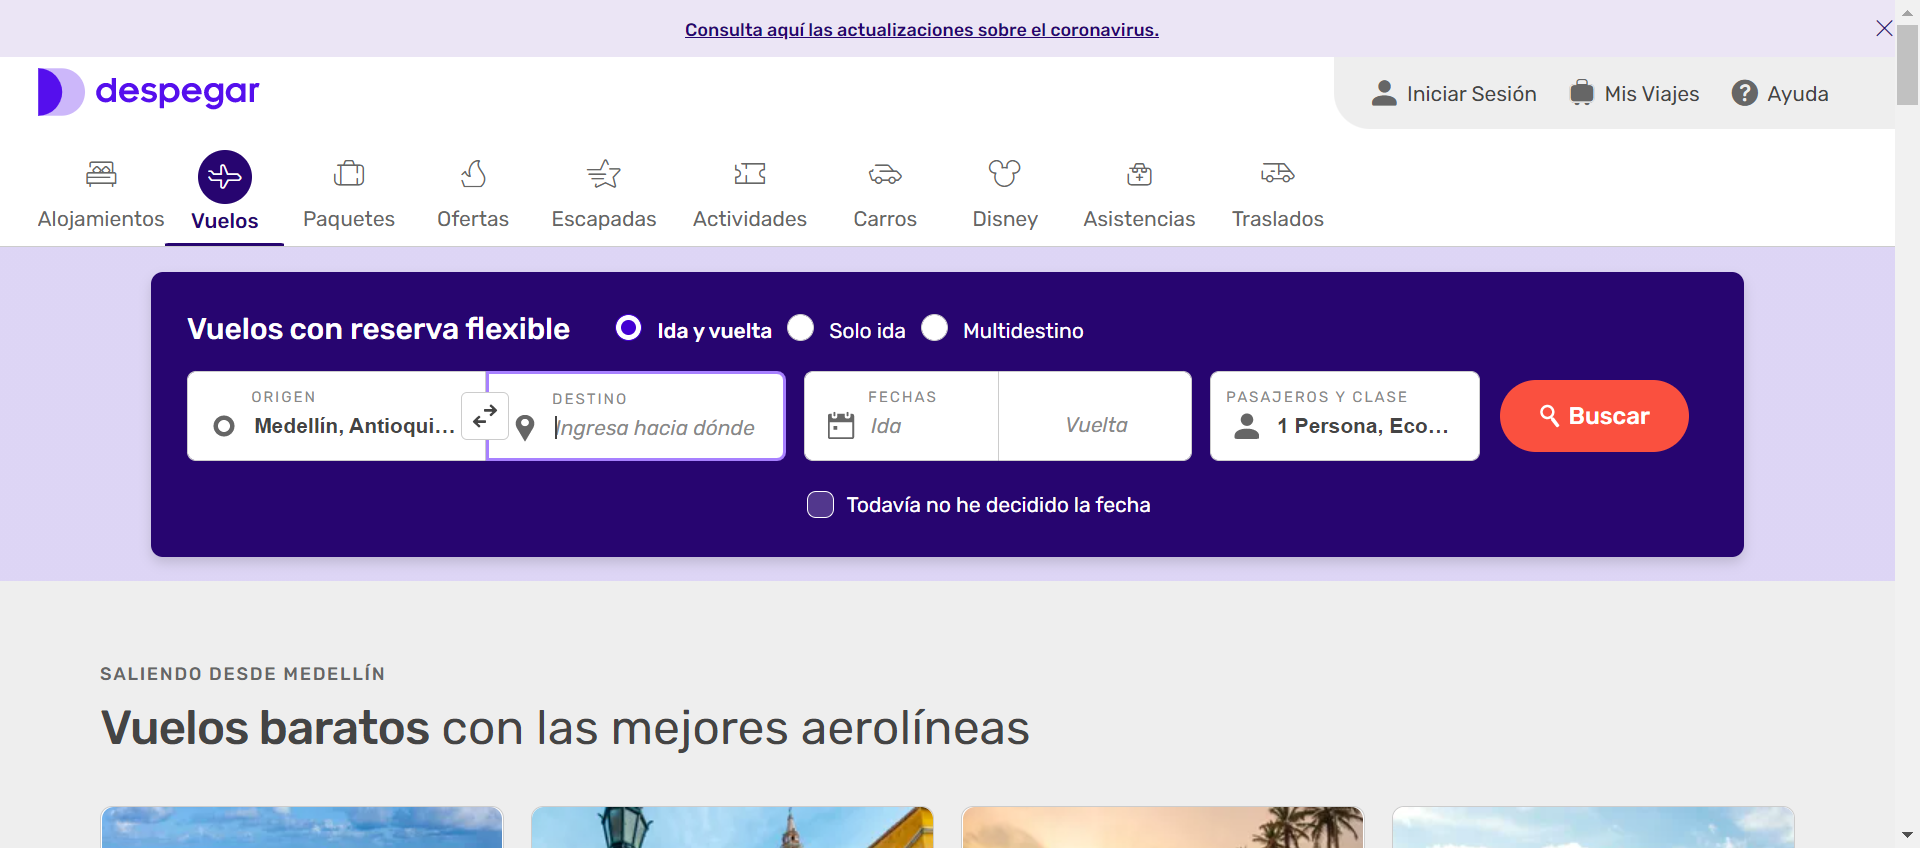 Consulta aquí las actualizaciones sobre el coronavirus.
despegar
Iniciar Sesión
Mis Viajes
Ayuda
Alojamientos
Vuelos
Paquetes
Ofertas
Escapadas
Actividades
Carros
Disney
Asistencias
Traslados
Vuelos con reserva flexible
Ida y vuelta
Solo ida
Multidestino
ORIGEN
Medellín, Antioqui...
DESTINO
Ingresa hacia dónde
FECHAS
Ida
Vuelta
PASAJEROS Y CLASE
1 Persona, Eco...
Buscar
Todavía no he decidido la fecha
SALIENDO DESDE MEDELLÍN
Vuelos baratos con las mejores aerolíneas